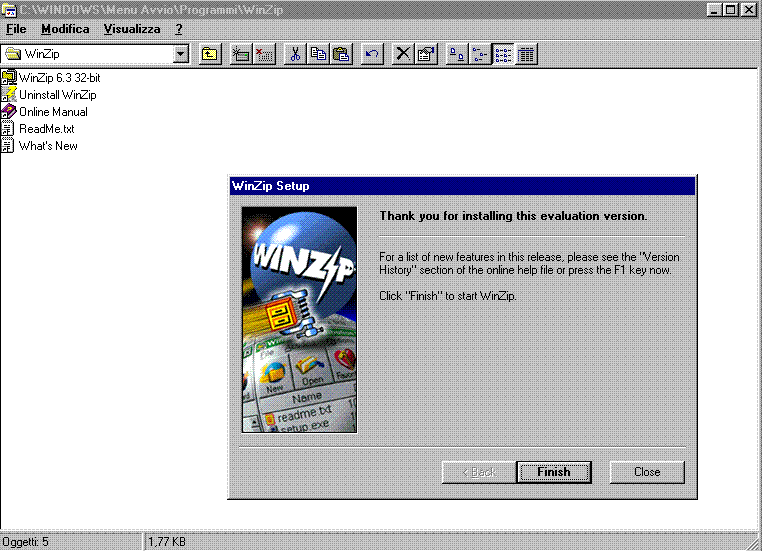 C:\WINDOWS\Menu Avvio\Programmi\WinZip
File Modifica Visualizza ?
WinZip
WinZip 6.3 32-bit
Uninstall WinZip
Online Manual
ReadMe.txt
What's New
WinZip Setup
Thank you for installing this evaluation version.
For a list of new features in this release, please see the "Version
History" section of the online help file or press the F1 key now.
Click "Finish" to start WinZip.
WINZIP
File
New Open Favo
Name
readme.txt
setup.exe
< Back Finish Close
Oggetti: 5 1,77 KB